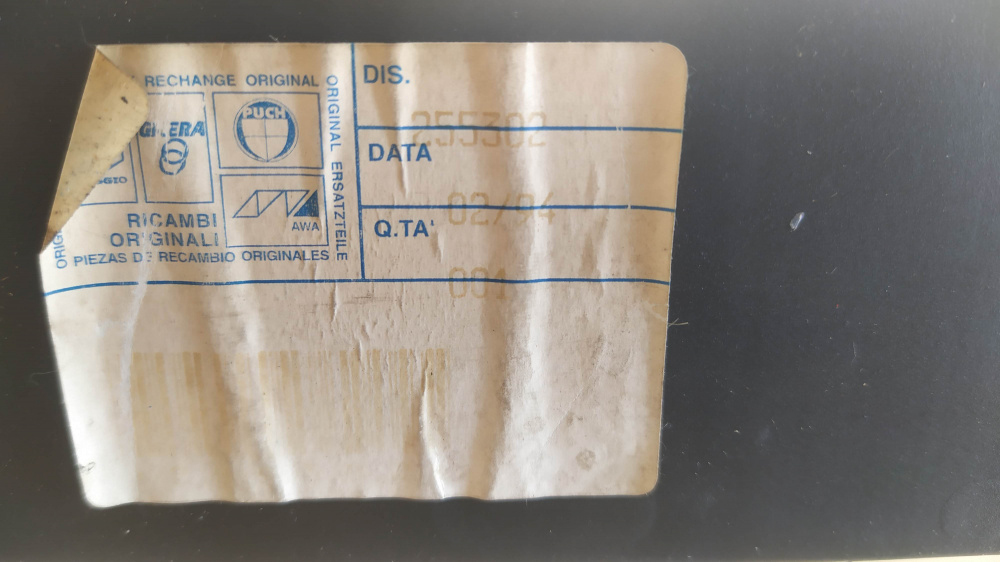 RECHANGE ORIGINAL
ORIGINAL ERSATZTEILE
PUCH
AWA
RICAMBI
ORIGINALI
PIEZAS DE RECAMBIO ORIGINALES
DIS.
255302
DATA
02/94
Q.TA'
001